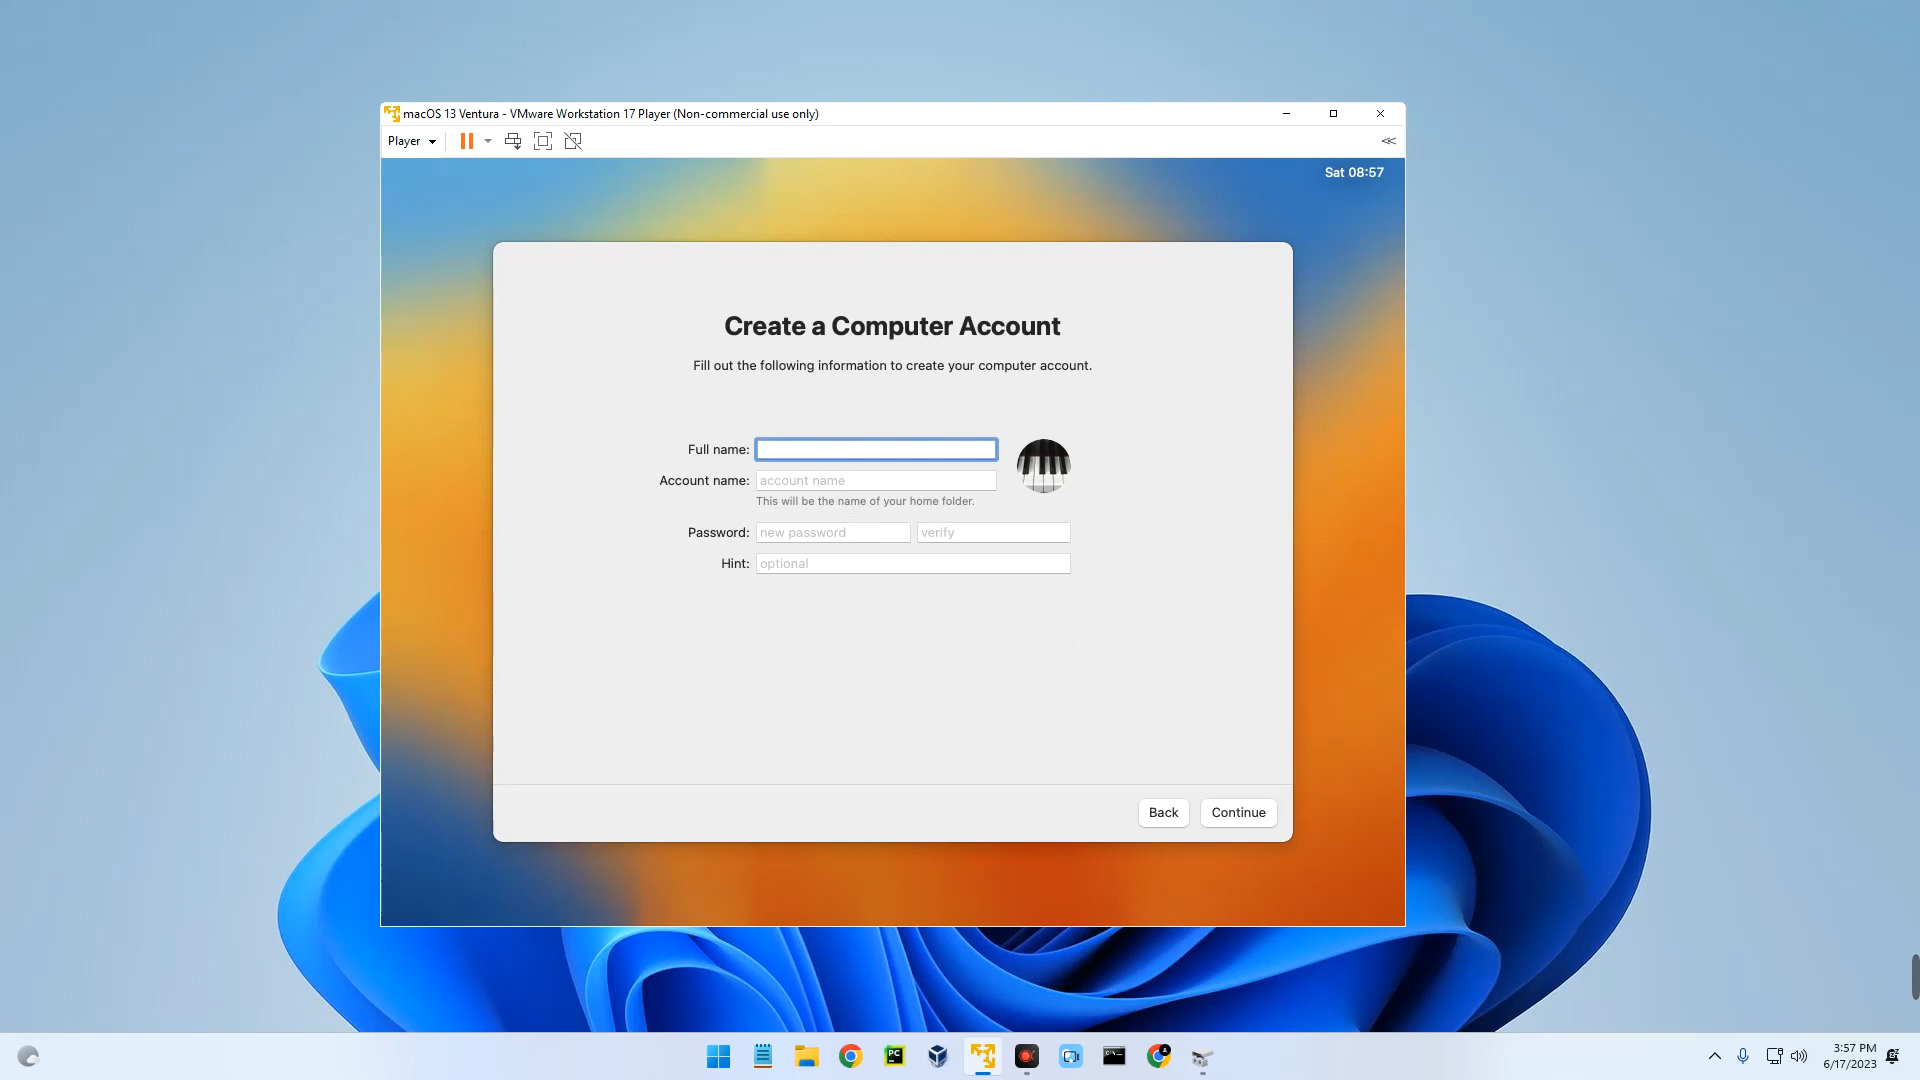 macOS 13 Ventura - VMware Workstation 17 Player (Non-commercial use only)
Player
Sat 08:57
Create a Computer Account
Fill out the following information to create your computer account.
Full name:
Account name: account name
This will be the name of your home folder.
Password: new password verify
Hint: optional
Back Continue
PC
3:57 PM
6/17/2023